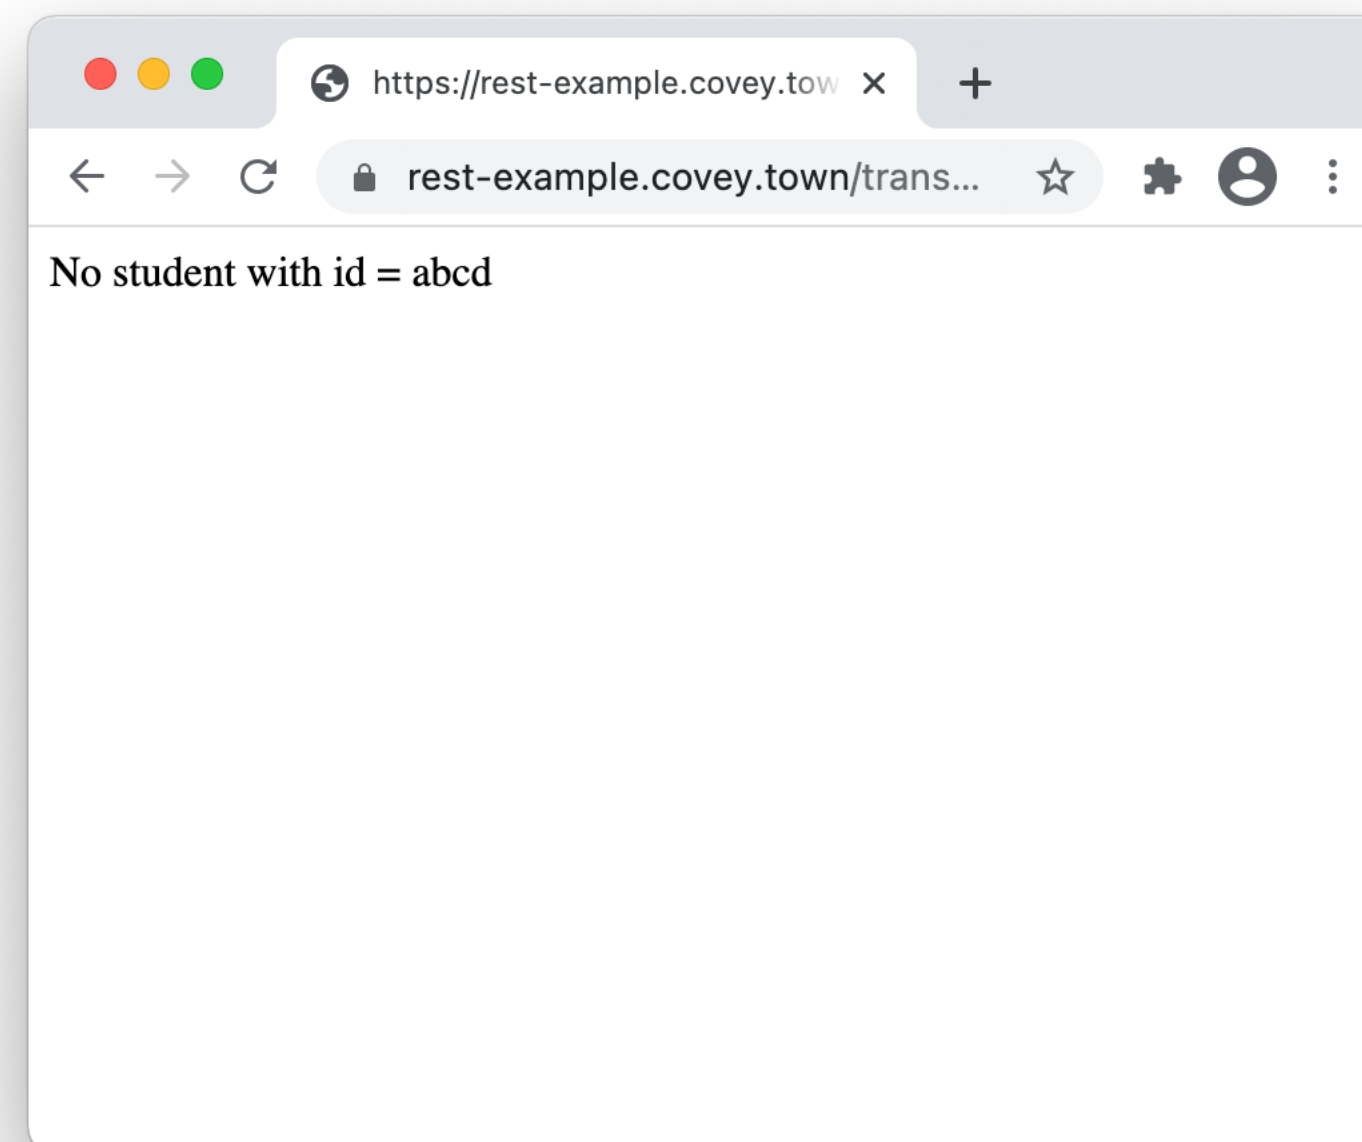 https://rest-example.covey.tow
rest-example.covey.town/trans...
No student with id = abcd